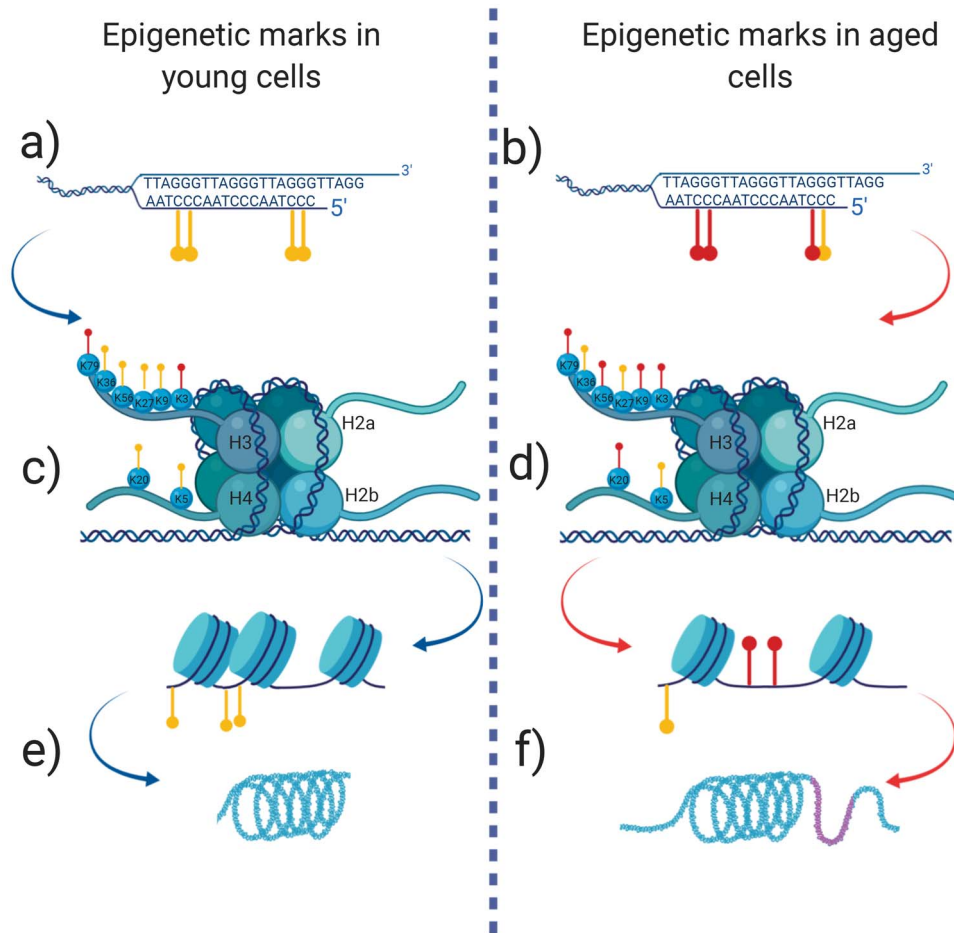 Epigenetic marks in
young cells
Epigenetic marks in aged
cells
a)
3'
TTAGGGTTAGGGTTAGGGTTAGG
AATCCCAATCCCAATCCC
5'
b)
3'
TTAGGGTTAGGGTTAGGGTTAGG
AATCCCAATCCCAATCCC
5'
K79
K36
K56
K27
K9
K3
H3
H2a
c)
K20
K5
H4
H2b
K79
K36
K56
K27
K9
K3
H3
H2a
d)
K20
K5
H4
H2b
e)
f)